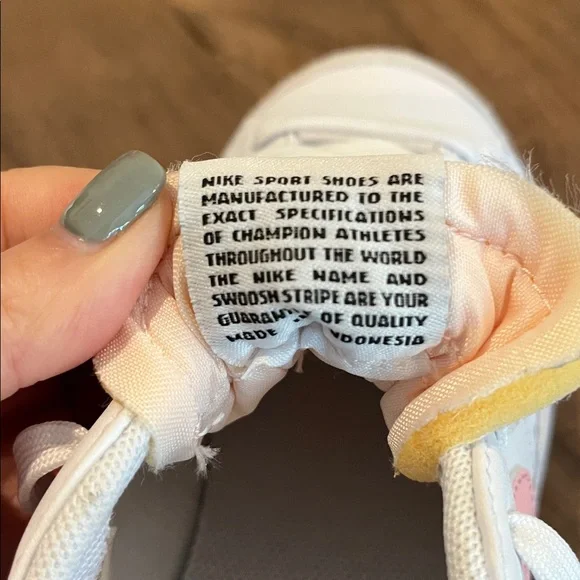 NIKE SPORT SHOES ARE
MANUFACTURED TO THE
EXACT SPECIFICATIONS
OF CHAMPION ATHLETES
THROUGHOUT THE WORLD
THE NIKE NAME AND
SWOOSH STRIPE ARE YOUR
OF QUALITY
MADE